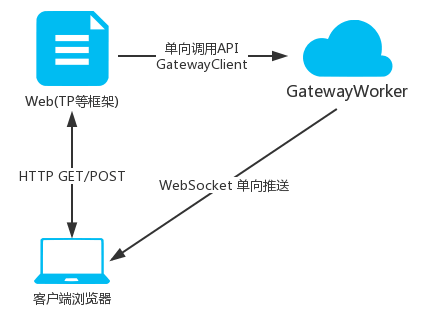 单向调用API
GatewayClient
Web(TP等框架)
GatewayWorker
HTTP GET/POST
WebSocket 单向推送
客户端浏览器